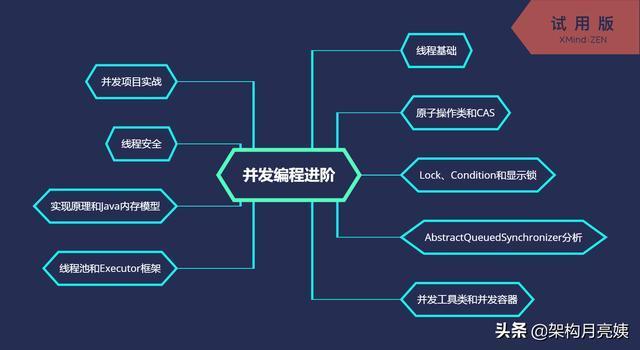 试用版
XMind:ZEN
线程基础
并发项目实战
原子操作类和CAS
线程安全
并发编程进阶
Lock、Condition和显示锁
实现原理和Java内存模型
AbstractQueuedSynchronizer分析
线程池和Executor框架
并发工具类和并发容器
头条 @架构月亮姨